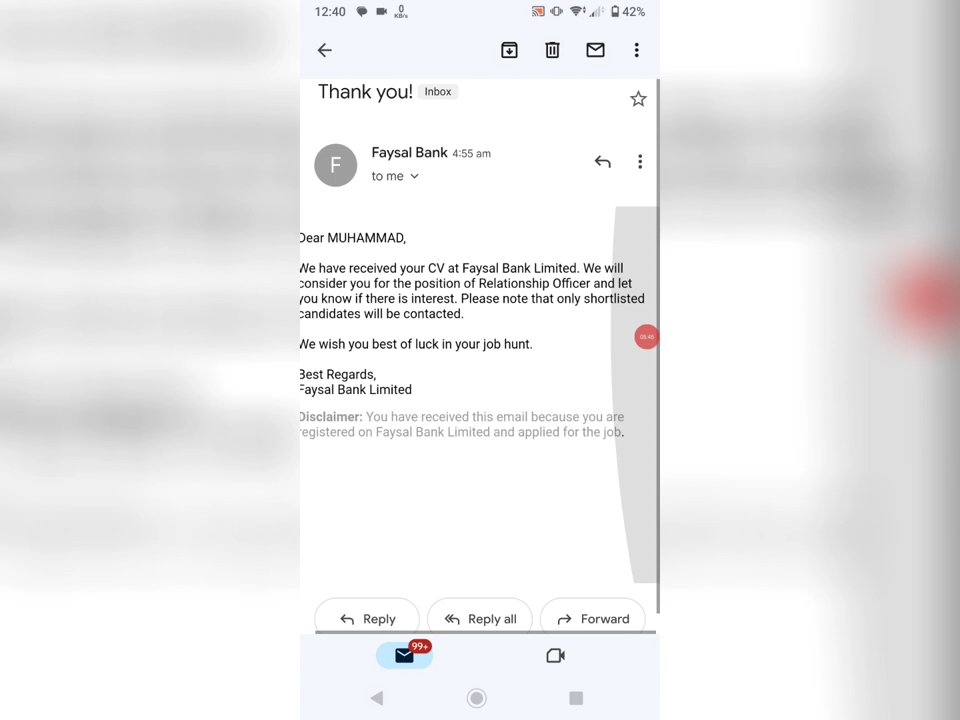 12:40 0 KB/s 42%
Thank you! Inbox
F Faysal Bank 4:55 am
to me
Dear MUHAMMAD,
We have received your CV at Faysal Bank Limited. We will
consider you for the position of Relationship Officer and let
you know if there is interest. Please note that only shortlisted
candidates will be contacted.
We wish you best of luck in your job hunt.
Best Regards,
Faysal Bank Limited
Disclaimer: You have received this email because you are
registered on Faysal Bank Limited and applied for the job.
Reply Reply all Forward
99+